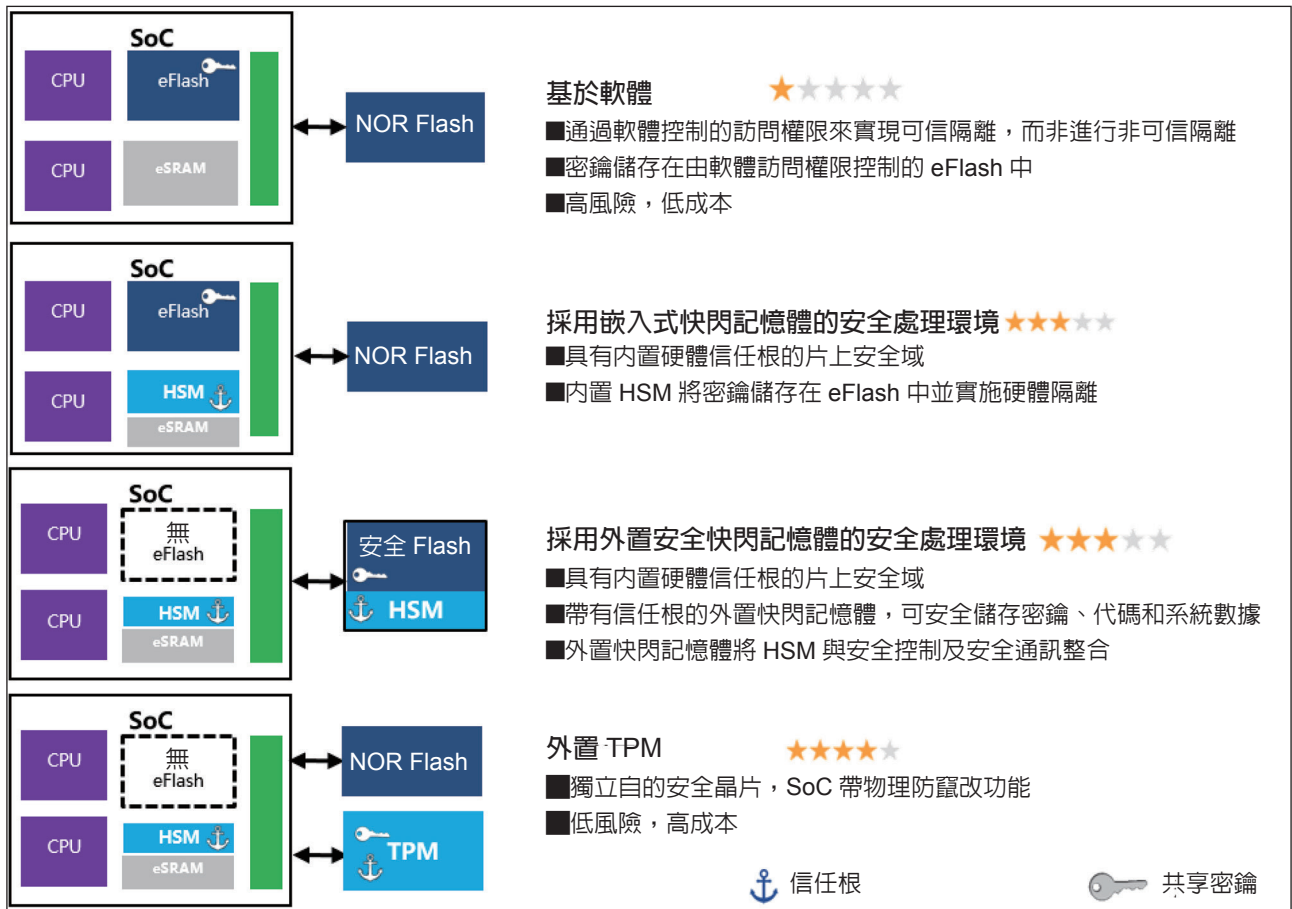 SoC
CPU
eFlash
CPU
eSRAM
NOR Flash
基於軟體
■通過軟體控制的訪問權限來實現可信隔離，而非進行非可信隔離
■密鑰儲存在由軟體訪問權限控制的 eFlash 中
■高風險，低成本
SoC
CPU
eFlash
CPU
HSM
eSRAM
NOR Flash
採用嵌入式快閃記憶體的安全處理環境
■具有内置硬體信任根的片上安全域
■内置 HSM 將密鑰儲存在 eFlash 中並實施硬體隔離
SoC
CPU
無
eFlash
CPU
HSM
eSRAM
安全 Flash
HSM
採用外置安全快閃記憶體的安全處理環境
■具有内置硬體信任根的片上安全域
■帶有信任根的外置快閃記憶體，可安全儲存密鑰、代碼和系統數據
■外置快閃記憶體將 HSM 與安全控制及安全通訊整合
SoC
CPU
無
eFlash
CPU
HSM
eSRAM
NOR Flash
TPM
外置 TPM
■獨立自的安全晶片，SoC 帶物理防竄改功能
■低風險，高成本
信任根
共享密鑰